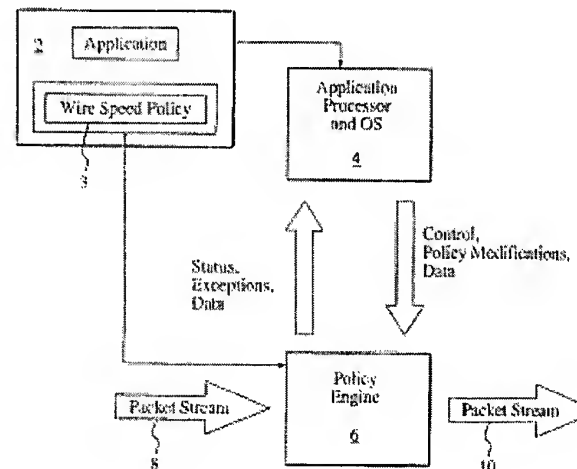 2
Application
Wire Speed Policy
3
Application
Processor
and OS
4
Status,
Exceptions,
Data
Control,
Policy Modifications,
Data
Policy
Engine
6
Packet Stream
8
Packet Stream
10